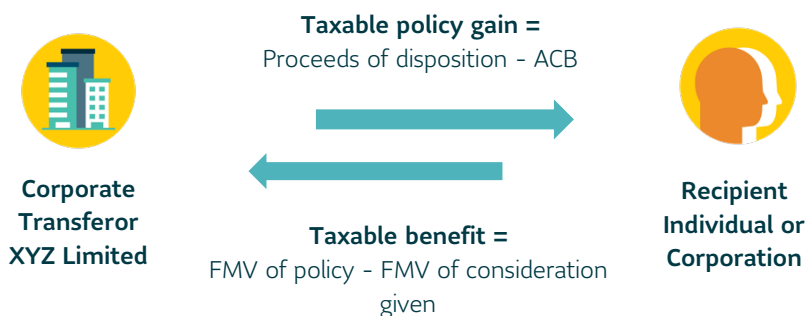 Taxable policy gain =
Proceeds of disposition - ACB
Corporate
Transferor
XYZ Limited
Recipient
Individual or
Corporation
Taxable benefit =
FMV of policy - FMV of consideration
given